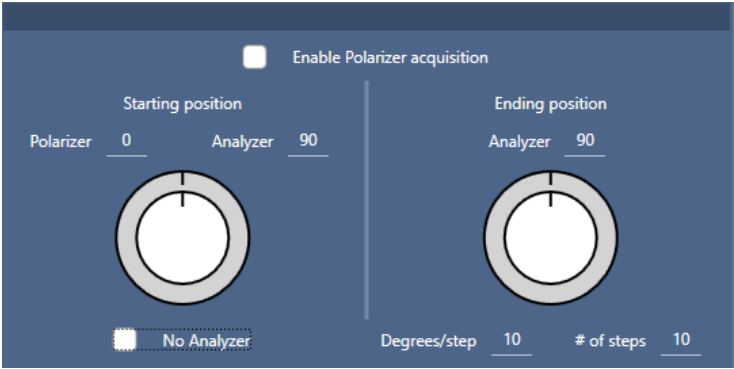 Enable Polarizer acquisition
Starting position
Ending position
Polarizer 0 Analyzer 90
Analyzer 90
No Analyzer
Degrees/step 10 # of steps 10